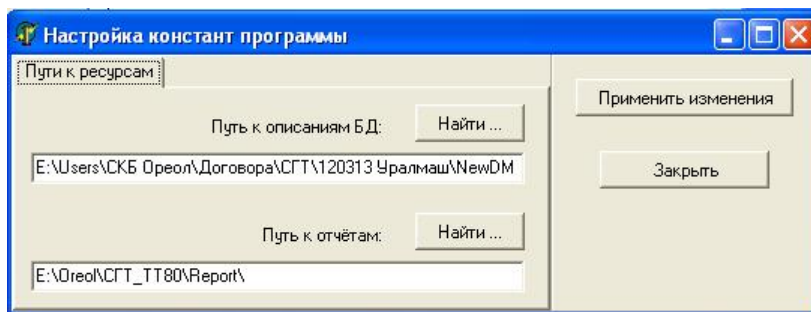 Настройка констант программы
Пути к ресурсам
Применить изменения
Путь к описаниям БД:
Найти ...
E:\Users\СКБ Ореол\Договора\СГТ\120313 Уралмаш\NewDM
Закрыть
Путь к отчётам:
Найти ...
E:\Oreol\СГТ_ТТ80\Report\